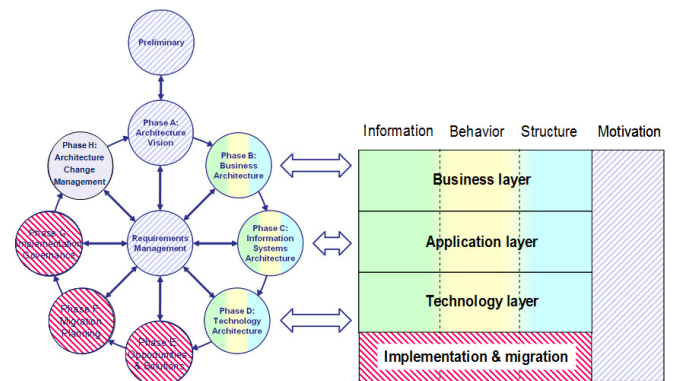 Preliminary
Phase A:
Architecture
Vision
Phase H:
Architecture
Change
Management
Phase B:
Business
Architecture
Phase G:
Implementation
Governance
Requirements
Management
Phase C:
Information
Systems
Architecture
Phase F:
Migration
Planning
Phase E:
Opportunities
& Solutions
Phase D:
Technology
Architecture
Information Behavior Structure Motivation
Business layer
Application layer
Technology layer
Implementation & migration